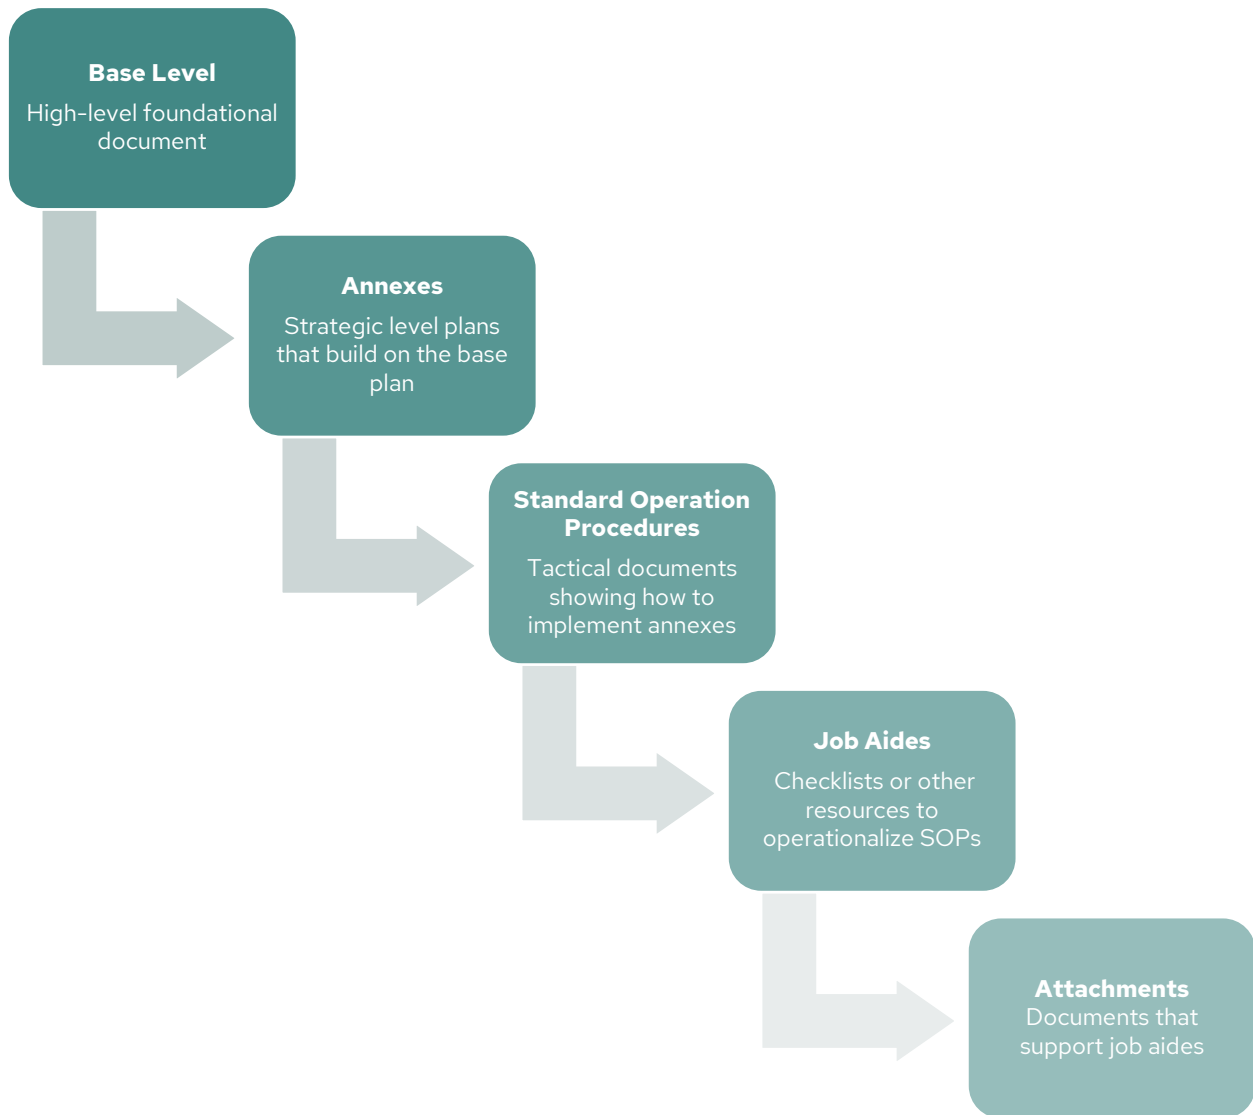 Base Level
High-level foundational
document
Annexes
Strategic level plans
that build on the base
plan
Standard Operation
Procedures
Tactical documents
showing how to
implement annexes
Job Aides
Checklists or other
resources to
operationalize SOPs
Attachments
Documents that
support job aides